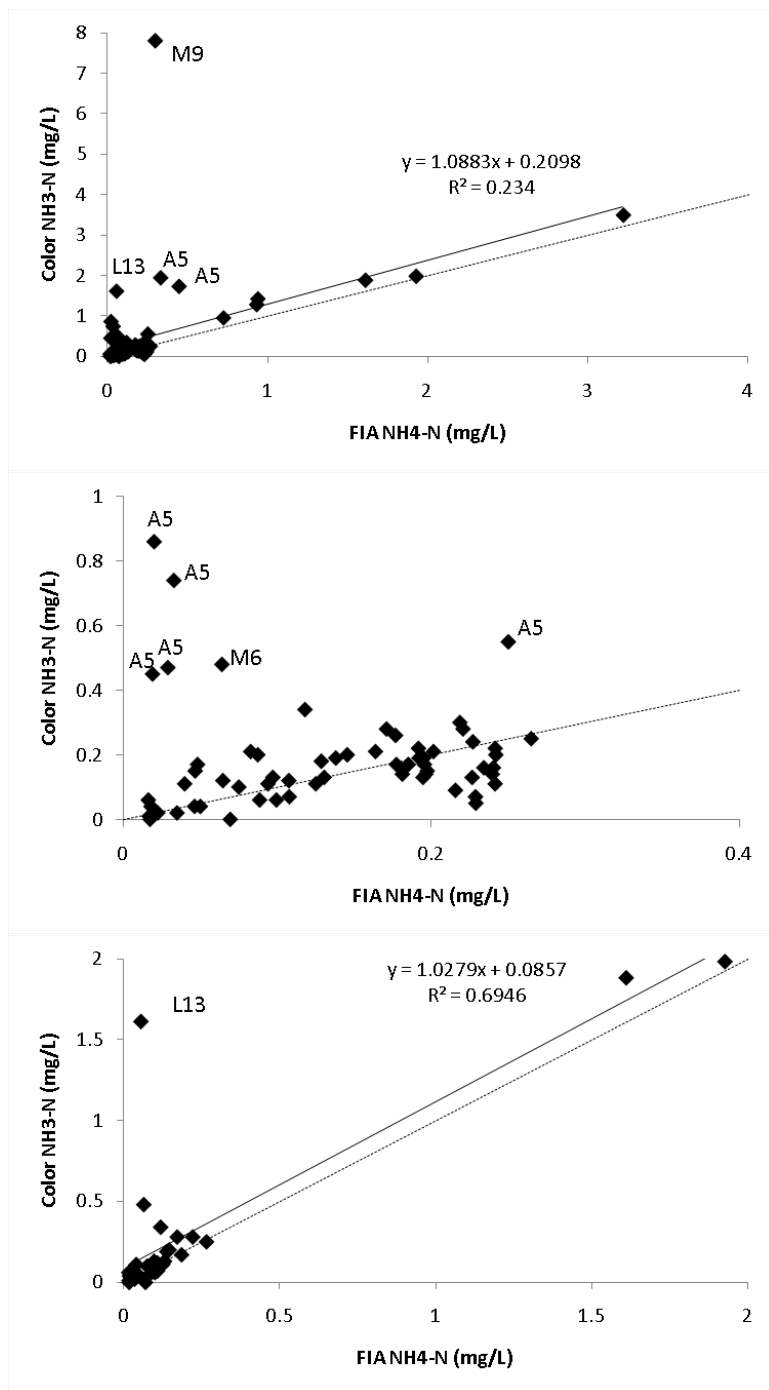 8
M9
7
6
5
y = 1.0883x + 0.2098
R² = 0.234
4
3
L13 A5
A5
2
1
0
Color NH3-N (mg/L)
0 1 2 3 4
FIA NH4-N (mg/L)
1
A5
0.8
A5
0.6
A5
A5
A5
M6
0.4
0.2
0
Color NH3-N (mg/L)
0 0.2 0.4
FIA NH4-N (mg/L)
2
y = 1.0279x + 0.0857
R² = 0.6946
L13
1.5
1
0.5
0
Color NH3-N (mg/L)
0 0.5 1 1.5 2
FIA NH4-N (mg/L)